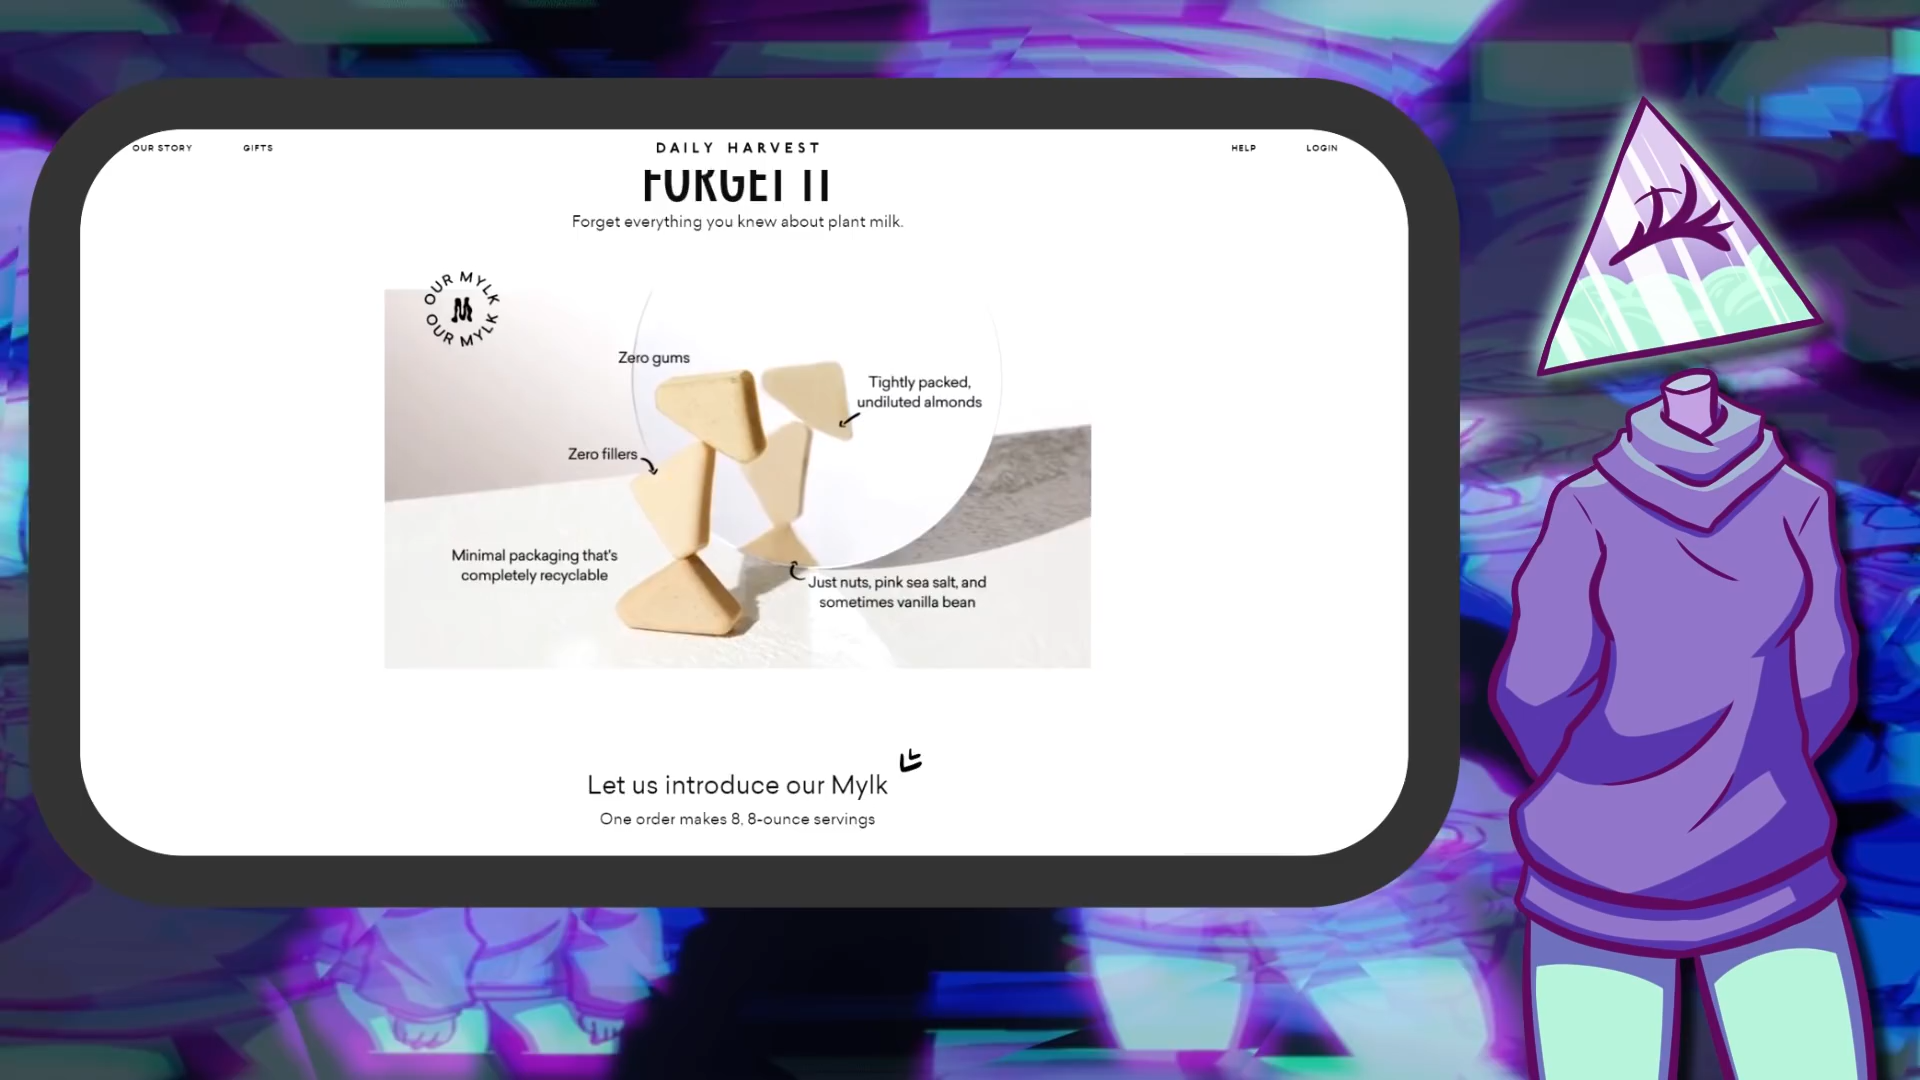 OUR STORY
GIFTS
DAILY HARVEST
HELP
LOGIN
FORGET IT
Forget everything you knew about plant milk.
OUR MYLK
M
OUR MYLK
Zero gums
Tightly packed,
undiluted almonds
Zero fillers
Minimal packaging that's
completely recyclable
Just nuts, pink sea salt, and
sometimes vanilla bean
Let us introduce our Mylk
One order makes 8, 8-ounce servings